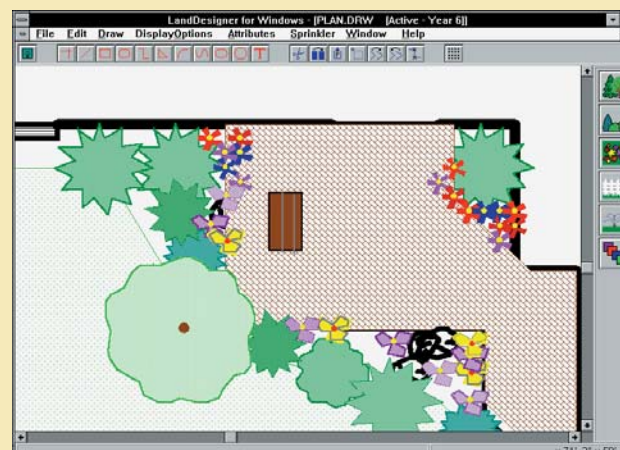 LandDesigner for Windows - [PLAN.DRW [Active - Year 6]]
File Edit Draw DisplayOptions Attributes Sprinkler Window Help
T